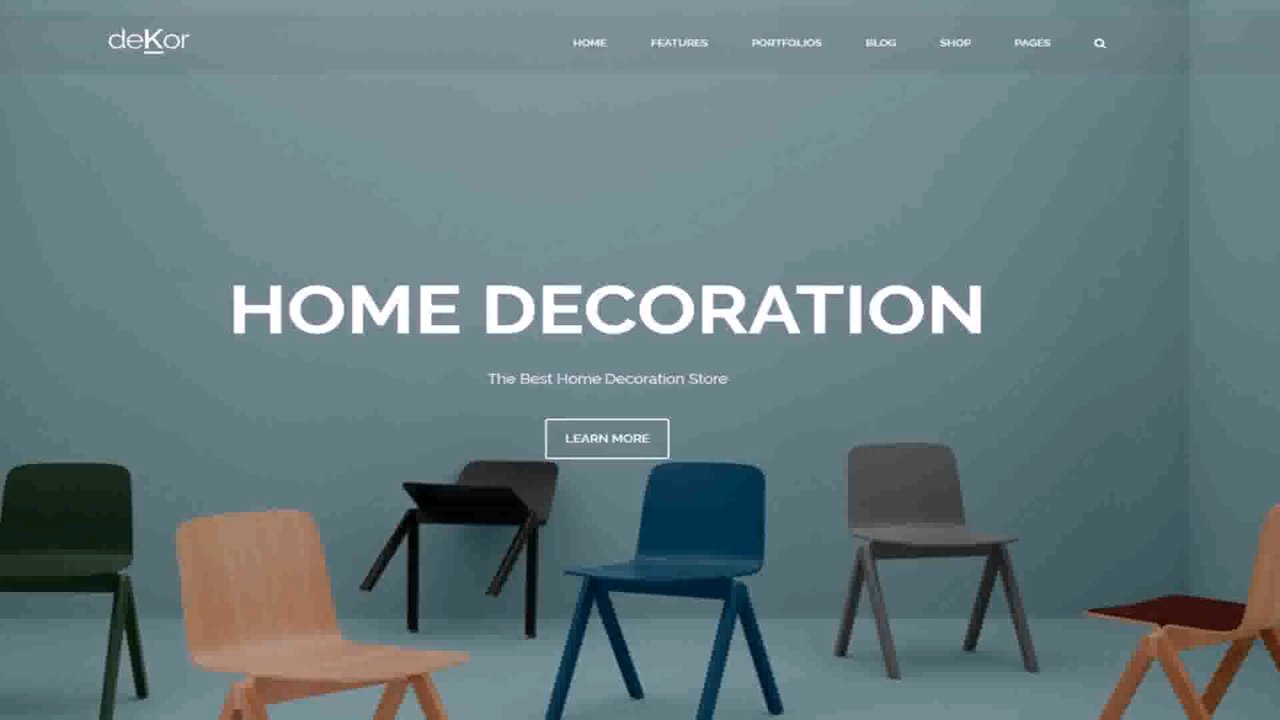 deKor
HOME FEATURES PORTFOLIOS BLOG SHOP PAGES
HOME DECORATION
The Best Home Decoration Store
LEARN MORE